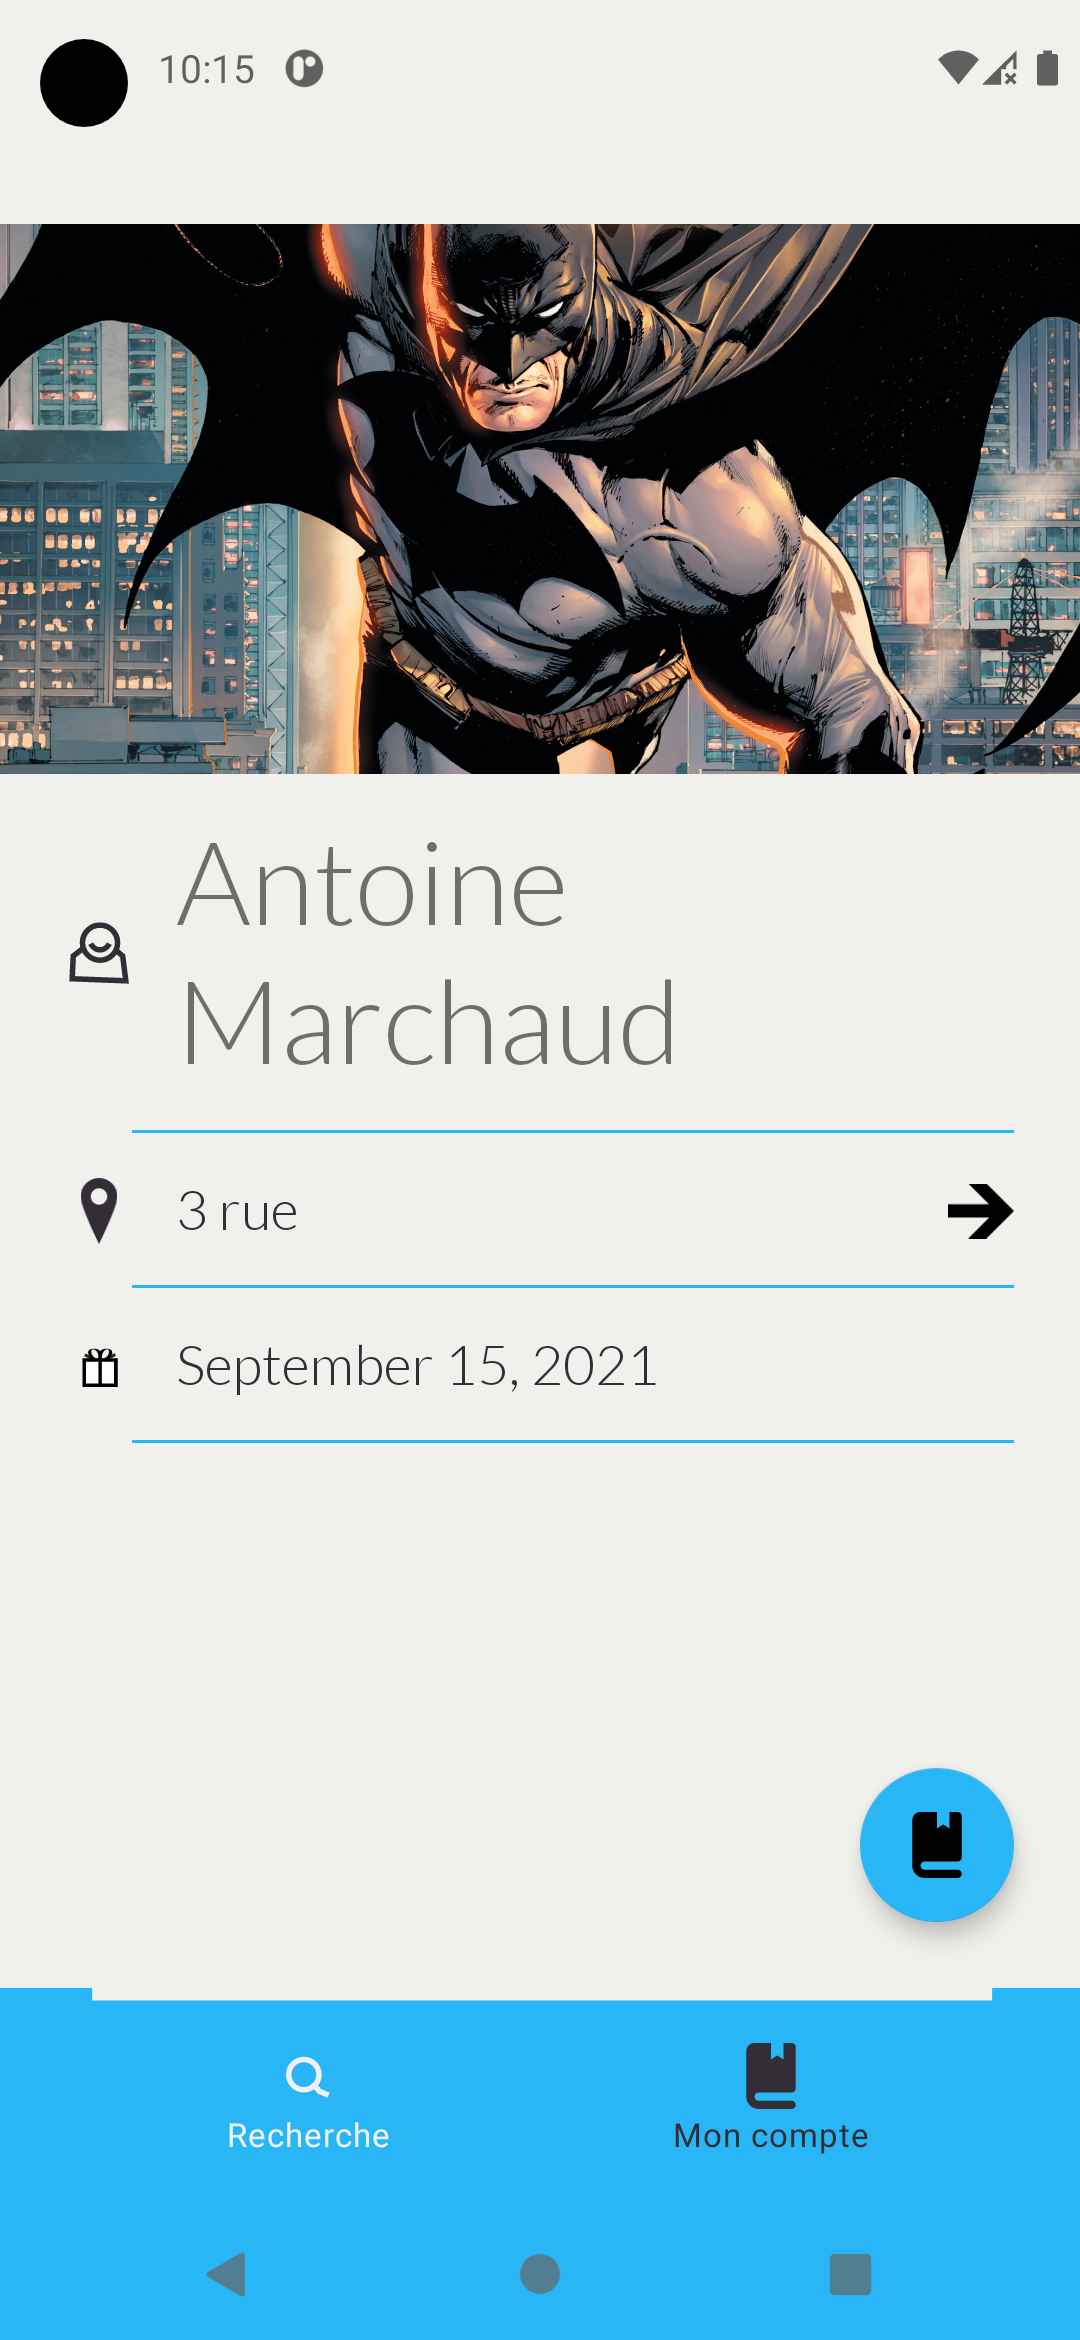 10:15
Antoine
Marchaud
3 rue
September 15, 2021
Recherche
Mon compte